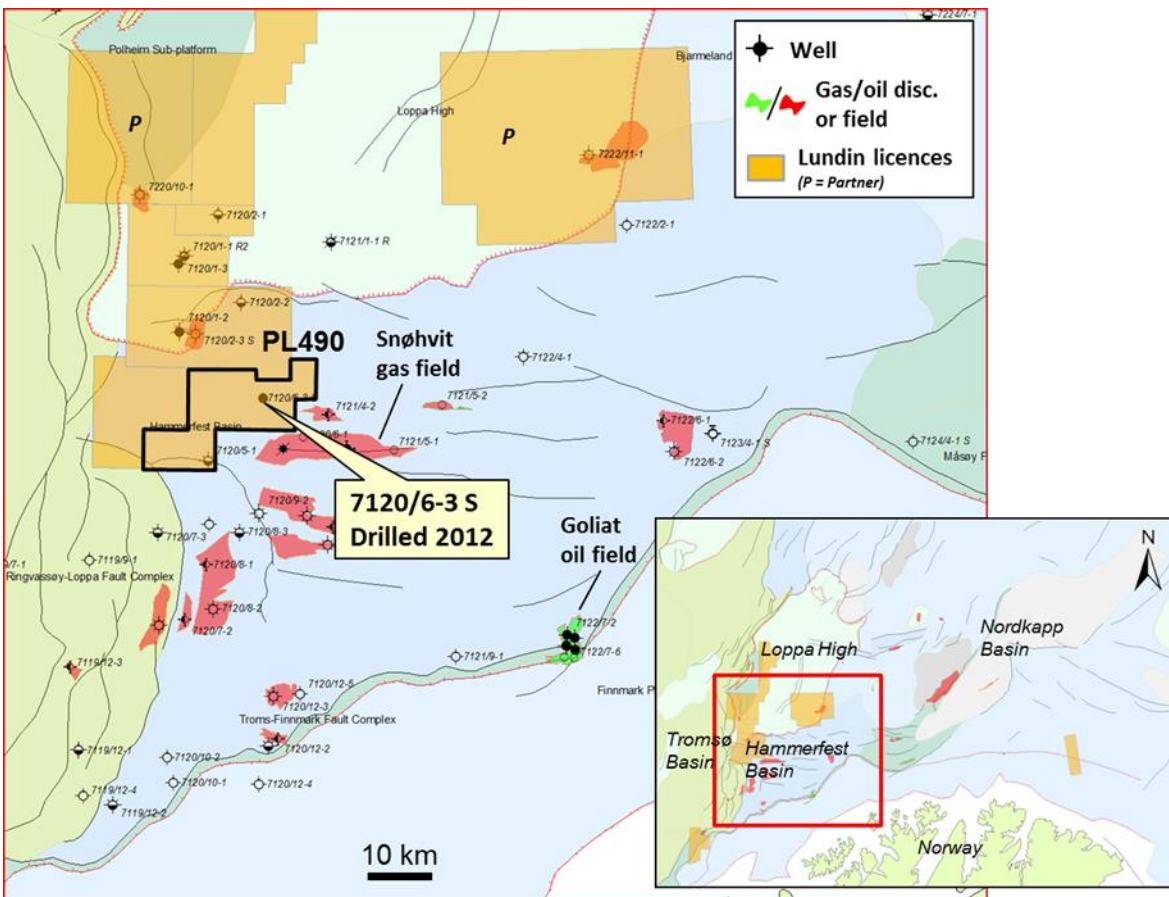 7224/7-1
Polheim Sub-platform
Bjarmeland
Loppa High
P
P
7222/11-1
7220/10-1
7120/2-1
7122/2-1
7120/1-1 R2
7121/1-1 R
7120/1-3
7120/2-2
7120/1-2
7120/2-3 S
PL490
Snøhvit
gas field
7122/4-1
7121/5-2
7121/4-2
Hammerfest Basin
7122/6-1
7123/4-1 S
7124/4-1 S
7120/5-1
7121/5-1
7122/6-2
Måsøy P
7120/6-3 S
Drilled 2012
7120/9-2
7120/7-3
7120/8-3
Goliat
oil field
7119/9-1
7120/8-1
Ringvassøy-Loppa Fault Complex
7120/8-2
7120/7-2
7122/7-2
7122/7-6
7121/9-1
7119/12-3
7120/12-5
Finnmark P
7120/12-3
Troms-Finnmark Fault Complex
7119/12-1
7120/12-2
7120/10-2
7120/10-1
7120/12-4
7119/12-4
7119/12-2
10 km
Well
Gas/oil disc.
or field
Lundin licences
(P = Partner)
N
Nordkapp
Basin
Loppa High
Tromsø
Basin
Hammerfest
Basin
Norway